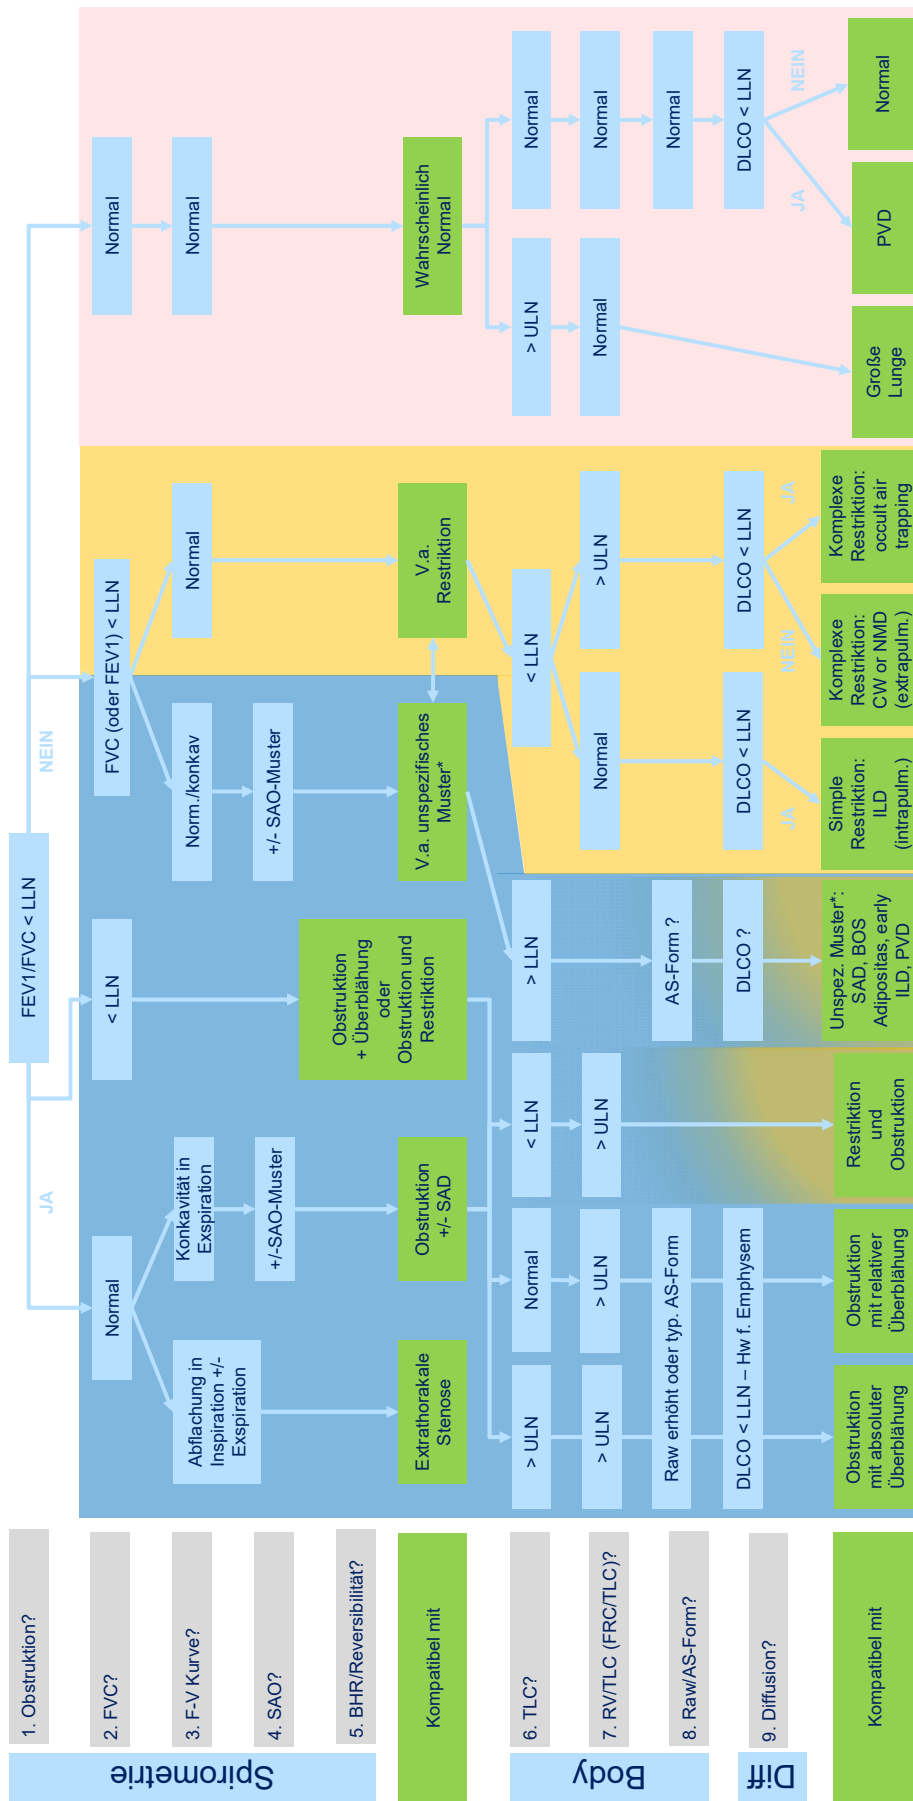 Spirometrie
1. Obstruktion?
FEV1/FVC < LLN
JA
NEIN
2. FVC?
Normal
< LLN
FVC (oder FEV1) < LLN
Normal
3. F-V Kurve?
Abflachung in
Inspiration +/-
Exspiration
Konkavität in
Exspiration
Norm./konkav
Normal
Normal
4. SAO?
+/-SAO-Muster
+/- SAO-Muster
5. BHR/Reversibilität?
Kompatibel mit
Extrathorakale
Stenose
Obstruktion
+/- SAD
Obstruktion
+ Überblähung
oder
Obstruktion und
Restriktion
V.a. unspezifisches
Muster*
V.a.
Restriktion
Wahrscheinlich
Normal
Body
6. TLC?
> ULN
Normal
< LLN
> LLN
< LLN
> ULN
Normal
7. RV/TLC (FRC/TLC)?
> ULN
> ULN
> ULN
Normal
> ULN
Normal
Normal
8. Raw/AS-Form?
Raw erhöht oder typ. AS-Form
AS-Form ?
Normal
Diff
9. Diffusion?
DLCO < LLN – Hw f. Emphysem
DLCO ?
DLCO < LLN
DLCO < LLN
DLCO < LLN
JA
NEIN
JA
JA
NEIN
Kompatibel mit
Obstruktion
mit absoluter
Überblähung
Obstruktion
mit relativer
Überblähung
Restriktion
und
Obstruktion
Unspez. Muster*:
SAD, BOS
Adipositas, early
ILD, PVD
Simple
Restriktion:
ILD
(intrapulm.)
Komplexe
Restriktion:
CW or NMD
(extrapulm.)
Komplexe
Restriktion:
occult air
trapping
Große
Lunge
PVD
Normal